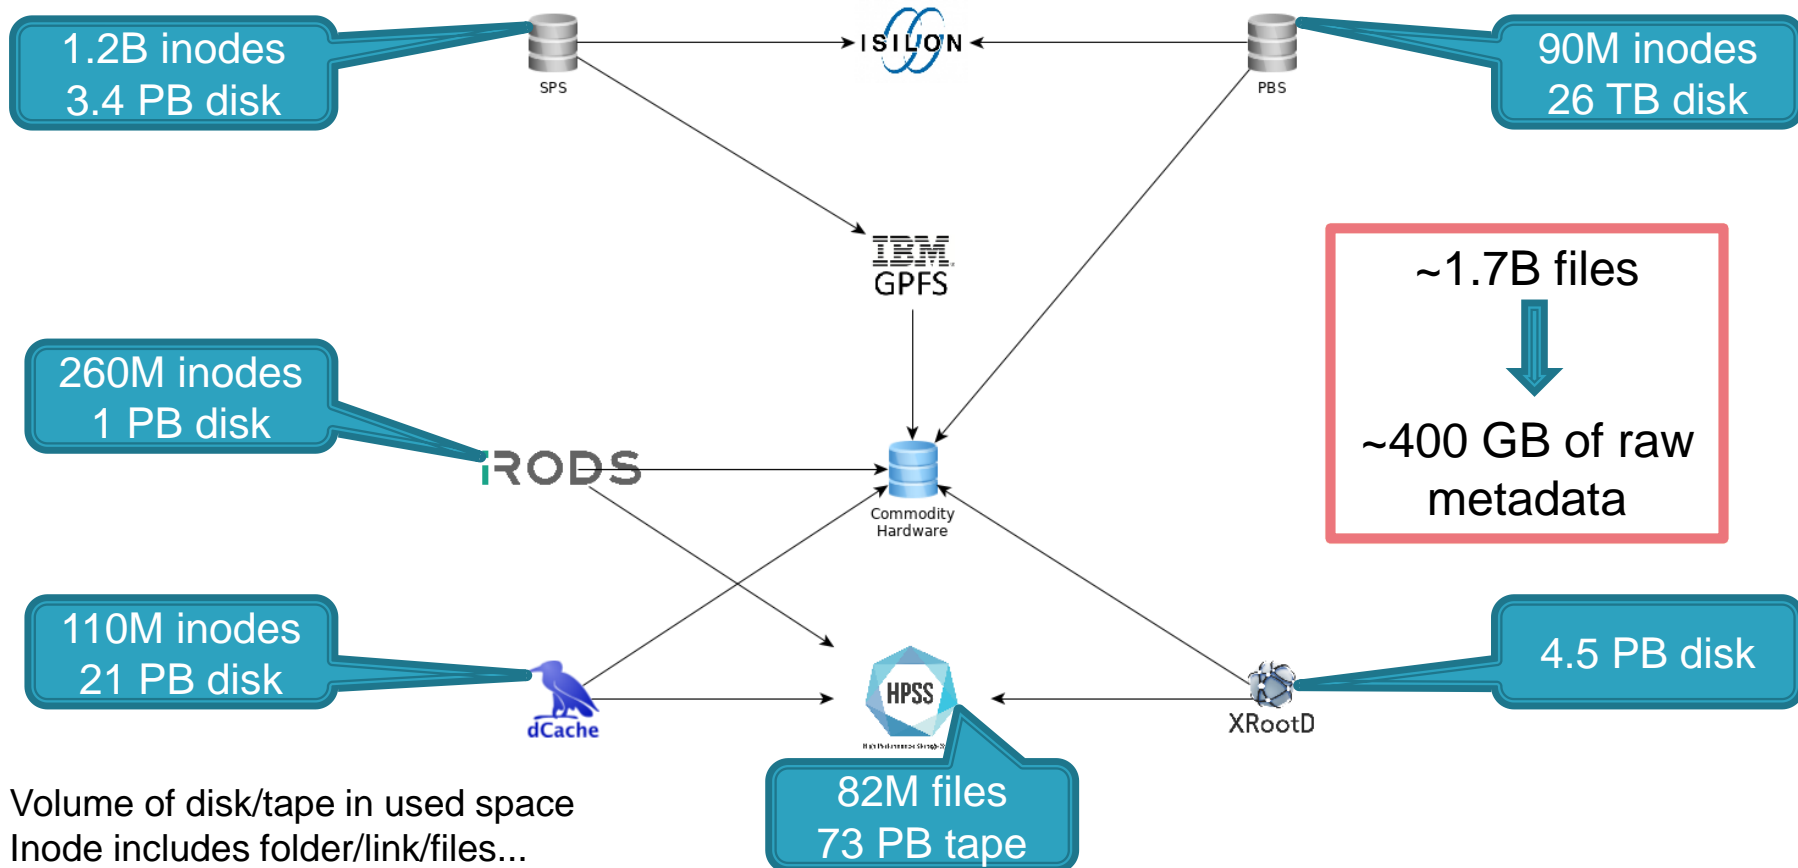 1.2B inodes
3.4 PB disk
SPS
ISILON
PBS
90M inodes
26 TB disk
IBM
GPFS
~1.7B files
~400 GB of raw
metadata
260M inodes
1 PB disk
iRODS
Commodity
Hardware
110M inodes
21 PB disk
dCache
HPSS
XRootD
4.5 PB disk
82M files
73 PB tape
Volume of disk/tape in used space
Inode includes folder/link/files...